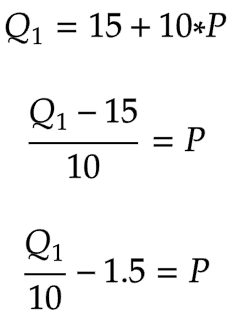 Q₁ = 15 + 10*P
(Q₁ − 15)/10 = P
Q₁/10 − 1.5 = P